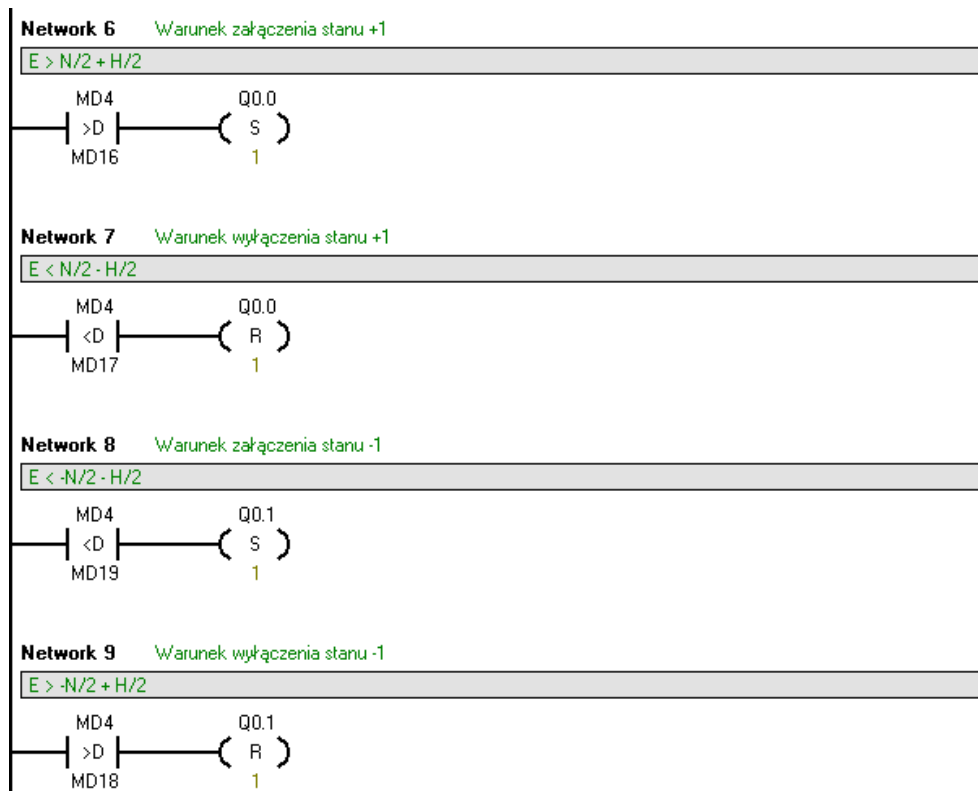 Network 6 Warunek załączenia stanu +1
E > N/2 + H/2
MD4 Q0.0
>D S
MD16 1
Network 7 Warunek wyłączenia stanu +1
E < N/2 - H/2
MD4 Q0.0
<D R
MD17 1
Network 8 Warunek załączenia stanu -1
E < -N/2 - H/2
MD4 Q0.1
<D S
MD19 1
Network 9 Warunek wyłączenia stanu -1
E > -N/2 + H/2
MD4 Q0.1
>D R
MD18 1